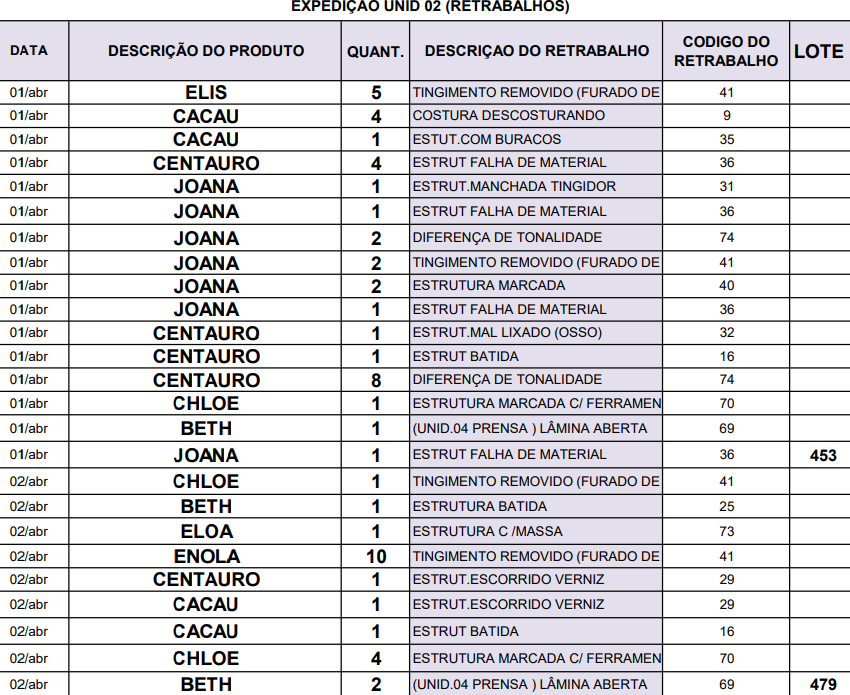 EXPEDIÇÃO UNID 02 (RETRABALHOS)
DATA DESCRIÇÃO DO PRODUTO QUANT. DESCRIÇAO DO RETRABALHO CODIGO DO RETRABALHO LOTE
01/abr ELIS 5 TINGIMENTO REMOVIDO (FURADO DE 41
01/abr CACAU 4 COSTURA DESCOSTURANDO 9
01/abr CACAU 1 ESTUT.COM BURACOS 35
01/abr CENTAURO 4 ESTRUT FALHA DE MATERIAL 36
01/abr JOANA 1 ESTRUT.MANCHADA TINGIDOR 31
01/abr JOANA 1 ESTRUT FALHA DE MATERIAL 36
01/abr JOANA 2 DIFERENÇA DE TONALIDADE 74
01/abr JOANA 2 TINGIMENTO REMOVIDO (FURADO DE 41
01/abr JOANA 2 ESTRUTURA MARCADA 40
01/abr JOANA 1 ESTRUT FALHA DE MATERIAL 36
01/abr CENTAURO 1 ESTRUT.MAL LIXADO (OSSO) 32
01/abr CENTAURO 1 ESTRUT BATIDA 16
01/abr CENTAURO 8 DIFERENÇA DE TONALIDADE 74
01/abr CHLOE 1 ESTRUTURA MARCADA C/ FERRAMEN 70
01/abr BETH 1 (UNID.04 PRENSA ) LÂMINA ABERTA 69
01/abr JOANA 1 ESTRUT FALHA DE MATERIAL 36 453
02/abr CHLOE 1 TINGIMENTO REMOVIDO (FURADO DE 41
02/abr BETH 1 ESTRUTURA BATIDA 25
02/abr ELOA 1 ESTRUTURA C /MASSA 73
02/abr ENOLA 10 TINGIMENTO REMOVIDO (FURADO DE 41
02/abr CENTAURO 1 ESTRUT.ESCORRIDO VERNIZ 29
02/abr CACAU 1 ESTRUT.ESCORRIDO VERNIZ 29
02/abr CACAU 1 ESTRUT BATIDA 16
02/abr CHLOE 4 ESTRUTURA MARCADA C/ FERRAMEN 70
02/abr BETH 2 (UNID.04 PRENSA ) LÂMINA ABERTA 69 479